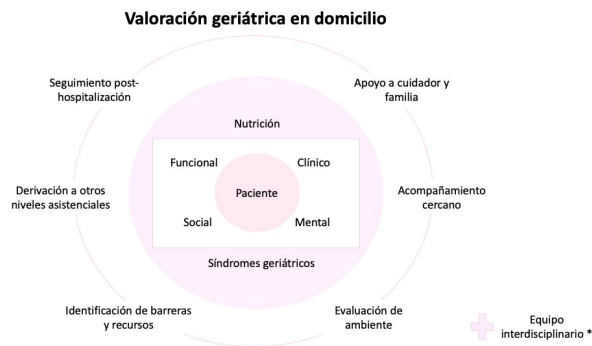 Valoración geriátrica en domicilio
Seguimiento post-
hospitalización
Apoyo a cuidador y
familia
Nutrición
Funcional
Clínico
Derivación a otros
niveles asistenciales
Paciente
Acompañamiento
cercano
Social
Mental
Síndromes geriátricos
Identificación de barreras
y recursos
Evaluación de
ambiente
Equipo
interdisciplinario *